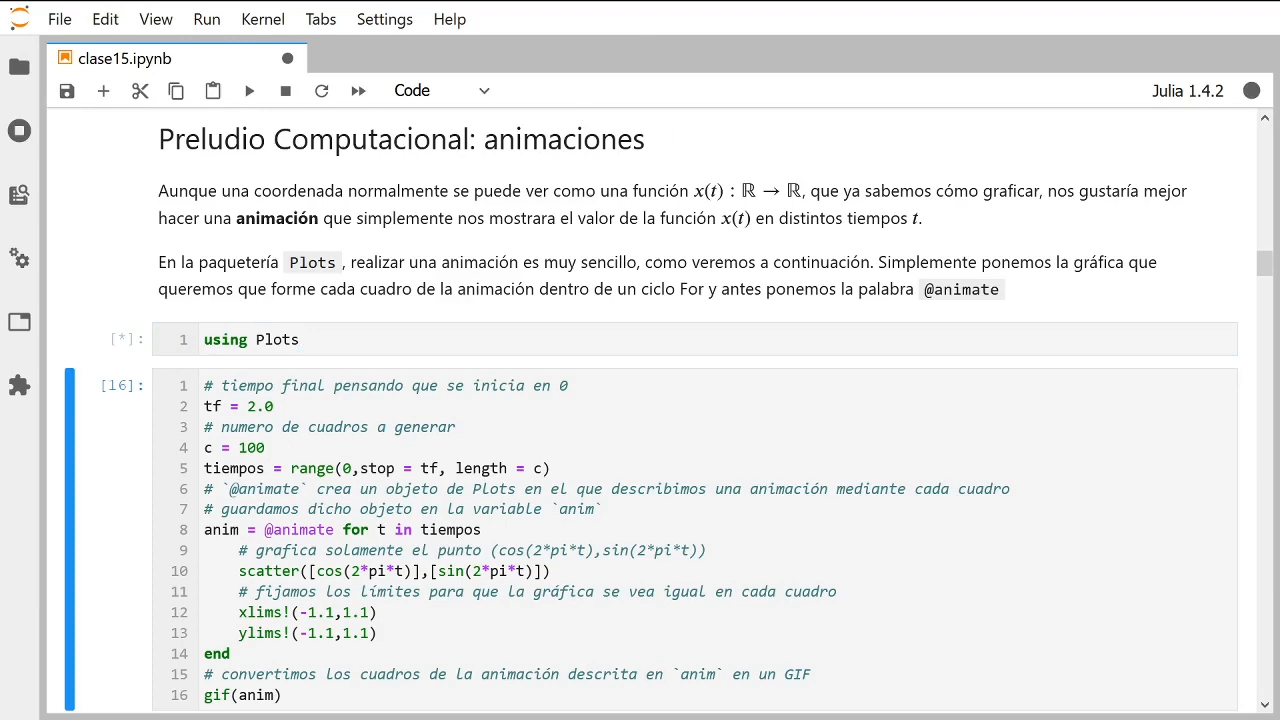 File Edit View Run Kernel Tabs Settings Help
clase15.ipynb
Code
Julia 1.4.2
Preludio Computacional: animaciones
Aunque una coordenada normalmente se puede ver como una función x(t) : ℝ → ℝ, que ya sabemos cómo graficar, nos gustaría mejor
hacer una animación que simplemente nos mostrara el valor de la función x(t) en distintos tiempos t.
En la paquetería Plots , realizar una animación es muy sencillo, como veremos a continuación. Simplemente ponemos la gráfica que
queremos que forme cada cuadro de la animación dentro de un ciclo For y antes ponemos la palabra @animate
[*]: 1 using Plots
[16]: 1 # tiempo final pensando que se inicia en 0
2 tf = 2.0
3 # numero de cuadros a generar
4 c = 100
5 tiempos = range(0,stop = tf, length = c)
6 # `@animate` crea un objeto de Plots en el que describimos una animación mediante cada cuadro
7 # guardamos dicho objeto en la variable `anim`
8 anim = @animate for t in tiempos
9 # grafica solamente el punto (cos(2*pi*t),sin(2*pi*t))
10 scatter([cos(2*pi*t)],[sin(2*pi*t)])
11 # fijamos los límites para que la gráfica se vea igual en cada cuadro
12 xlims!(-1.1,1.1)
13 ylims!(-1.1,1.1)
14 end
15 # convertimos los cuadros de la animación descrita en `anim` en un GIF
16 gif(anim)